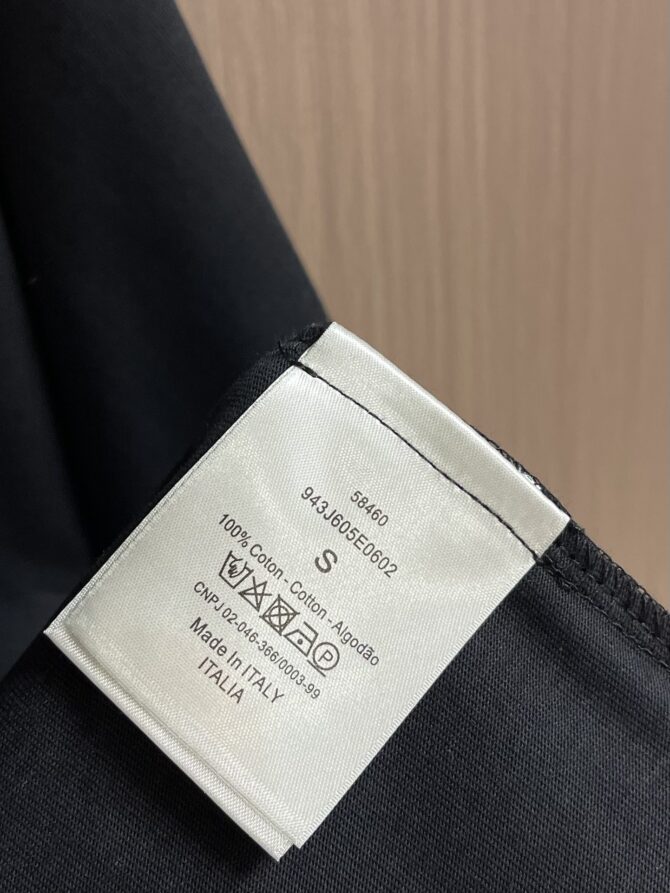 58460
943J605E0602
S
100% Coton - Cotton - Algodão
P
CNPJ 02-046-366/0003-99
Made In ITALY
ITALIA